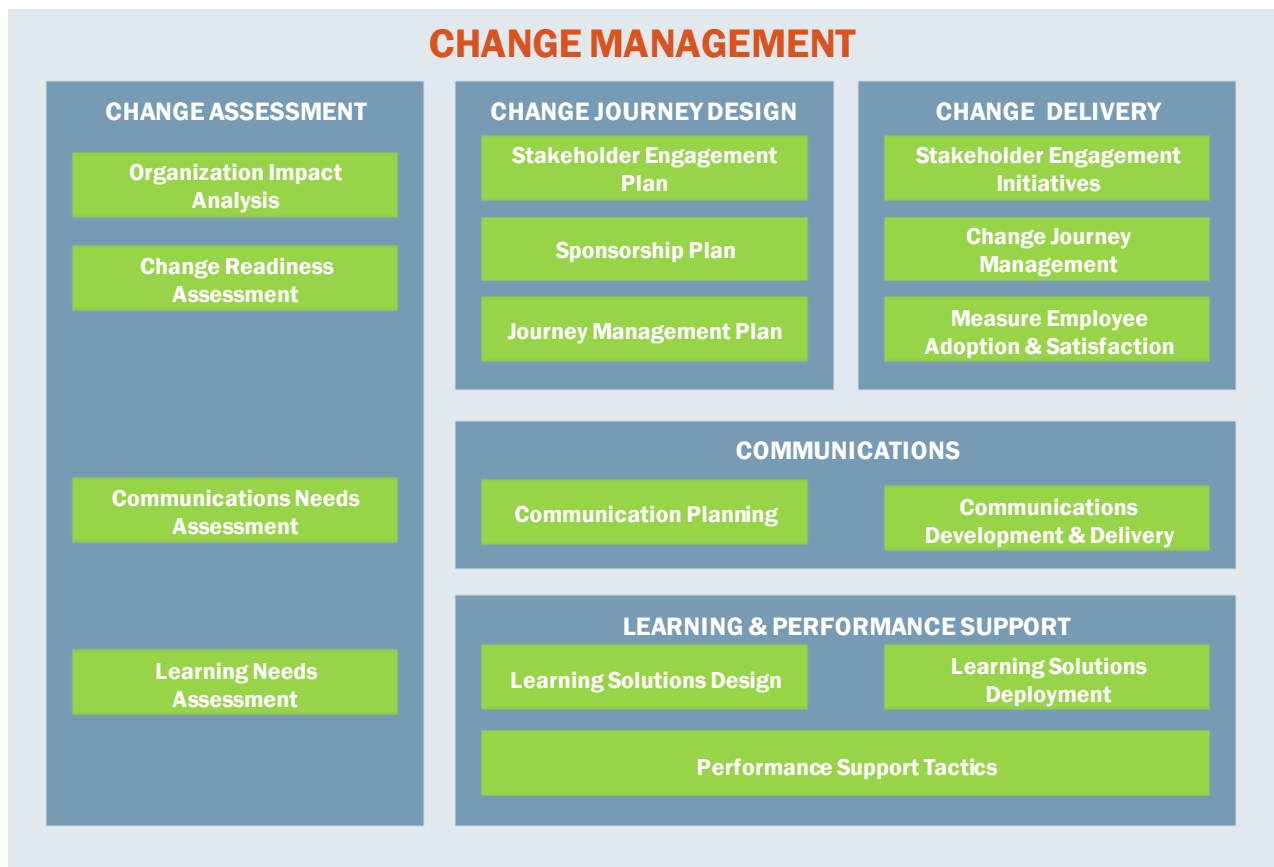 CHANGE MANAGEMENT
CHANGE ASSESSMENT
Organization Impact
Analysis
Change Readiness
Assessment
Communications Needs
Assessment
Learning Needs
Assessment
CHANGE JOURNEY DESIGN
Stakeholder Engagement
Plan
Sponsorship Plan
Journey Management Plan
CHANGE DELIVERY
Stakeholder Engagement
Initiatives
Change Journey
Management
Measure Employee
Adoption & Satisfaction
COMMUNICATIONS
Communication Planning
Communications
Development & Delivery
LEARNING & PERFORMANCE SUPPORT
Learning Solutions Design
Learning Solutions
Deployment
Performance Support Tactics